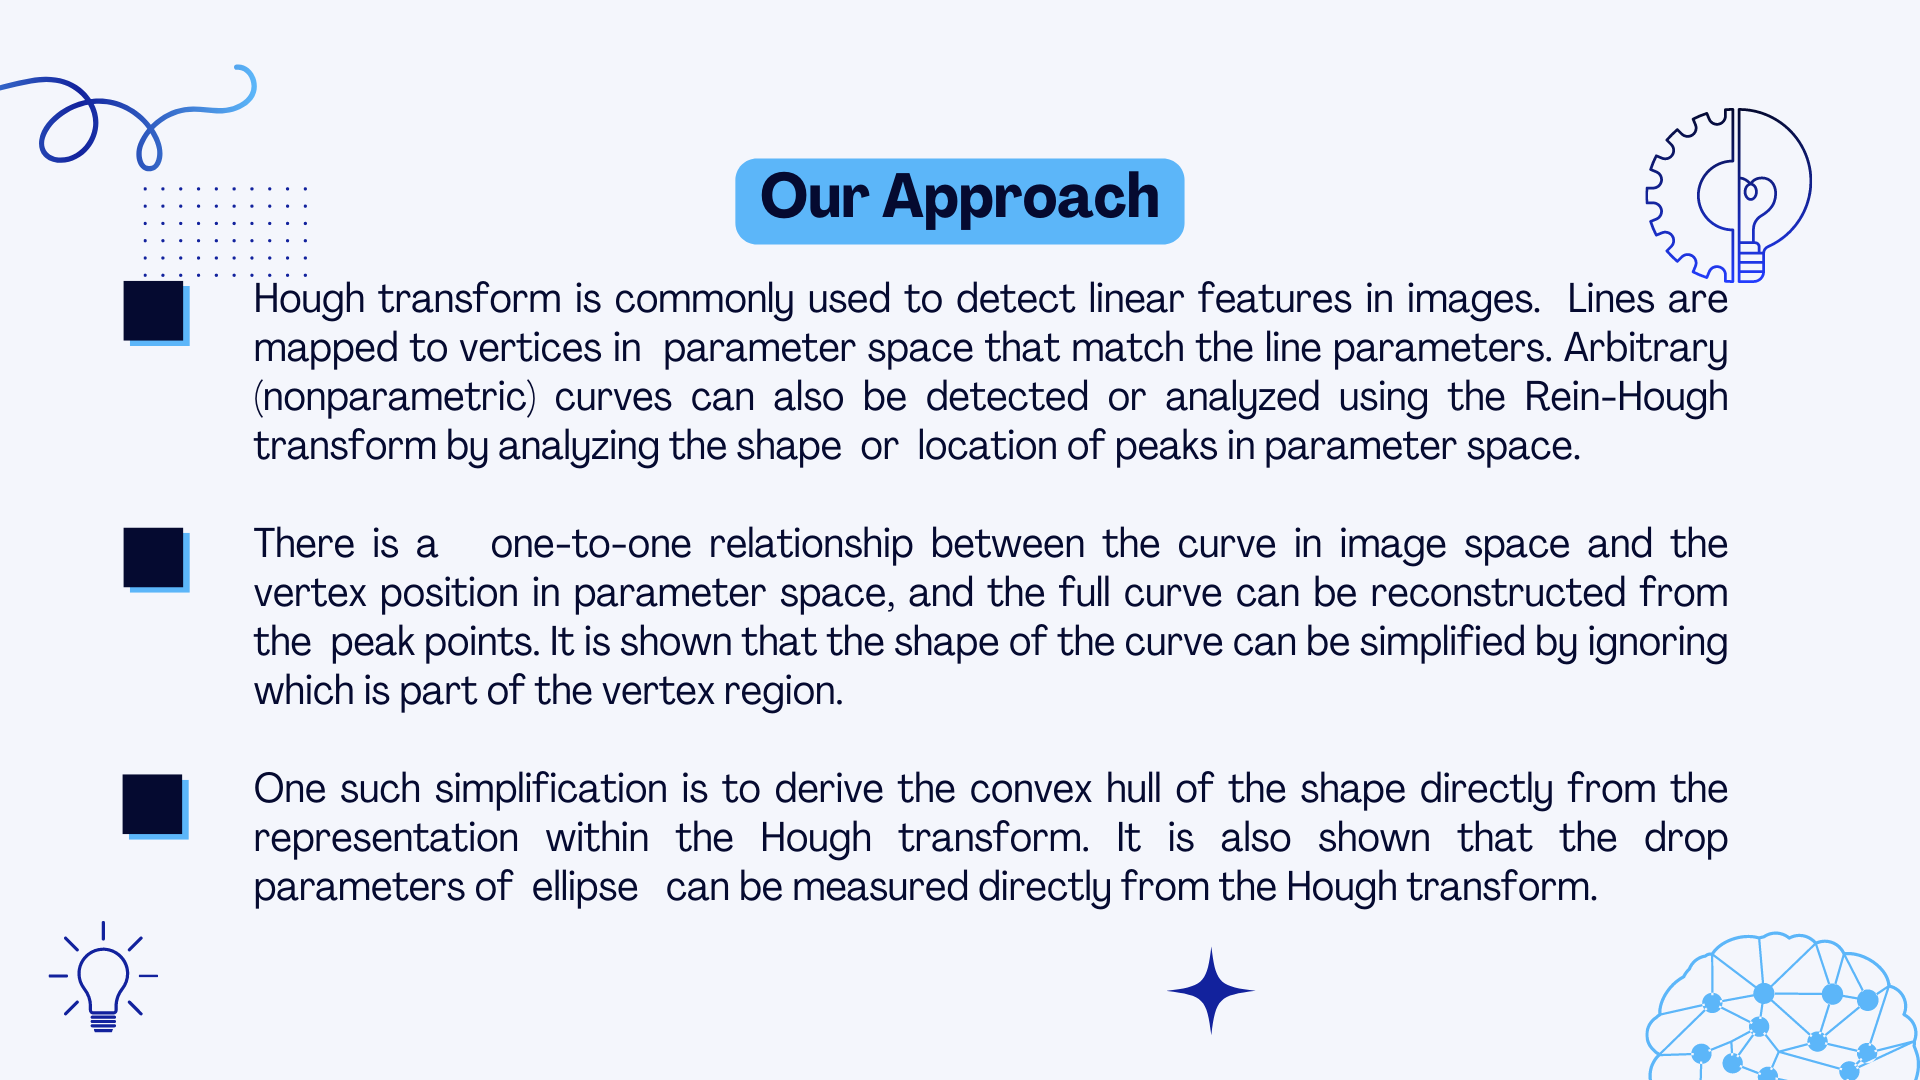 Our Approach
Hough transform is commonly used to detect linear features in images. Lines are
mapped to vertices in parameter space that match the line parameters. Arbitrary
(nonparametric) curves can also be detected or analyzed using the Rein-Hough
transform by analyzing the shape or location of peaks in parameter space.
There is a one-to-one relationship between the curve in image space and the
vertex position in parameter space, and the full curve can be reconstructed from
the peak points. It is shown that the shape of the curve can be simplified by ignoring
which is part of the vertex region.
One such simplification is to derive the convex hull of the shape directly from the
representation within the Hough transform. It is also shown that the drop
parameters of ellipse can be measured directly from the Hough transform.